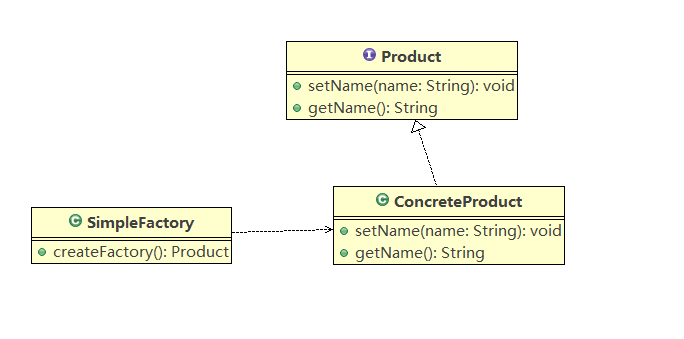 Product
setName(name: String): void
getName(): String
ConcreteProduct
setName(name: String): void
getName(): String
SimpleFactory
createFactory(): Product